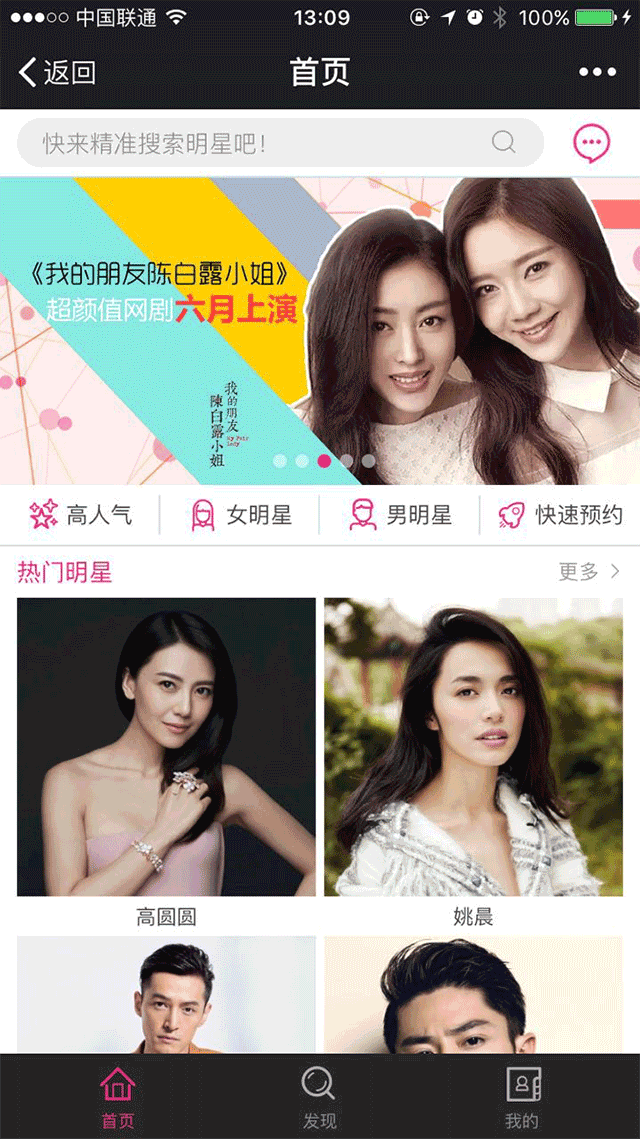 中国联通 13:09 100%
返回 首页
快来精准搜索明星吧！
《我的朋友陈白露小姐》
超颜值网剧六月上演
我的朋友
陳白露小姐
My Fair Lady
高人气 女明星 男明星 快速预约
热门明星 更多
高圆圆 姚晨
首页 发现 我的